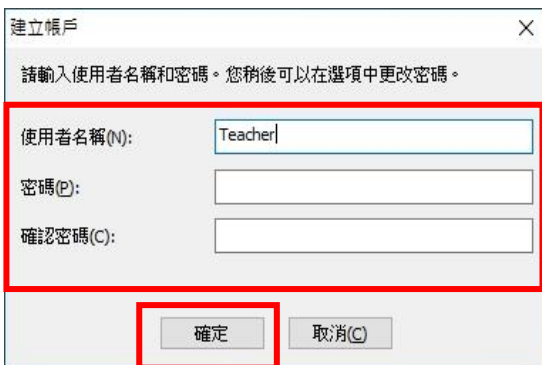 建立帳戶
請輸入使用者名稱和密碼。您稍後可以在選項中更改密碼。
使用者名稱(N): Teacher
密碼(P):
確認密碼(C):
確定 取消(C)